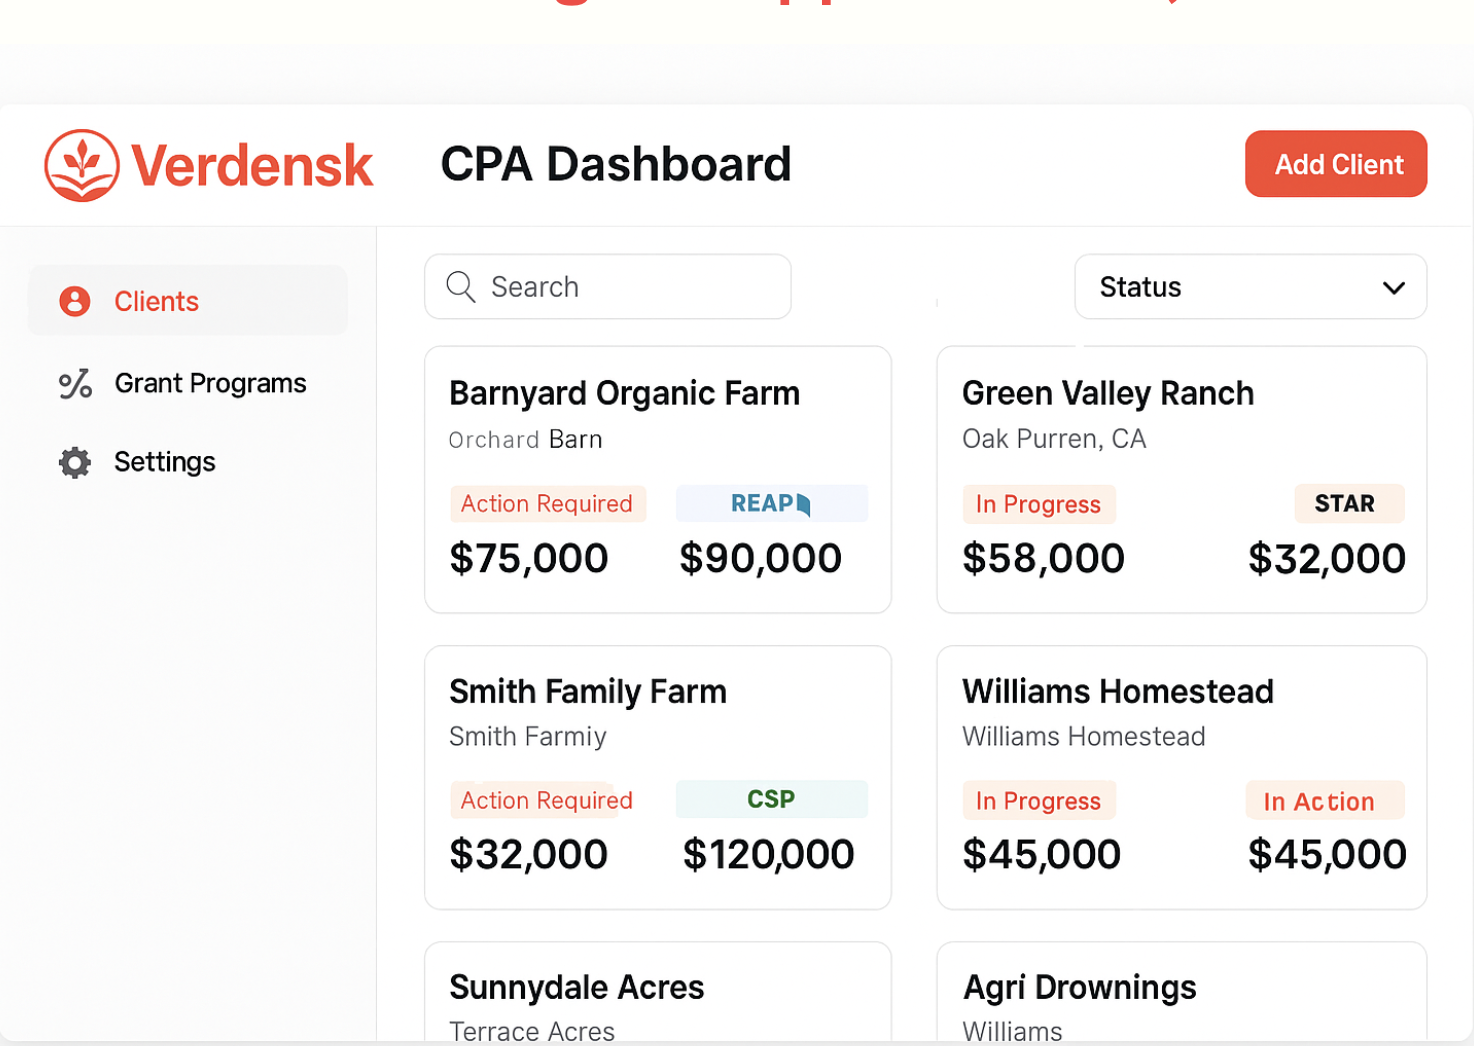 Verdensk
CPA Dashboard
Add Client
Clients
Grant Programs
Settings
Search
Status
Barnyard Organic Farm
Orchard Barn
Action Required
REAP
$75,000
$90,000
Green Valley Ranch
Oak Purren, CA
In Progress
STAR
$58,000
$32,000
Smith Family Farm
Smith Farmiy
Action Required
CSP
$32,000
$120,000
Williams Homestead
Williams Homestead
In Progress
In Action
$45,000
$45,000
Sunnydale Acres
Terrace Acres
Agri Drownings
Williams